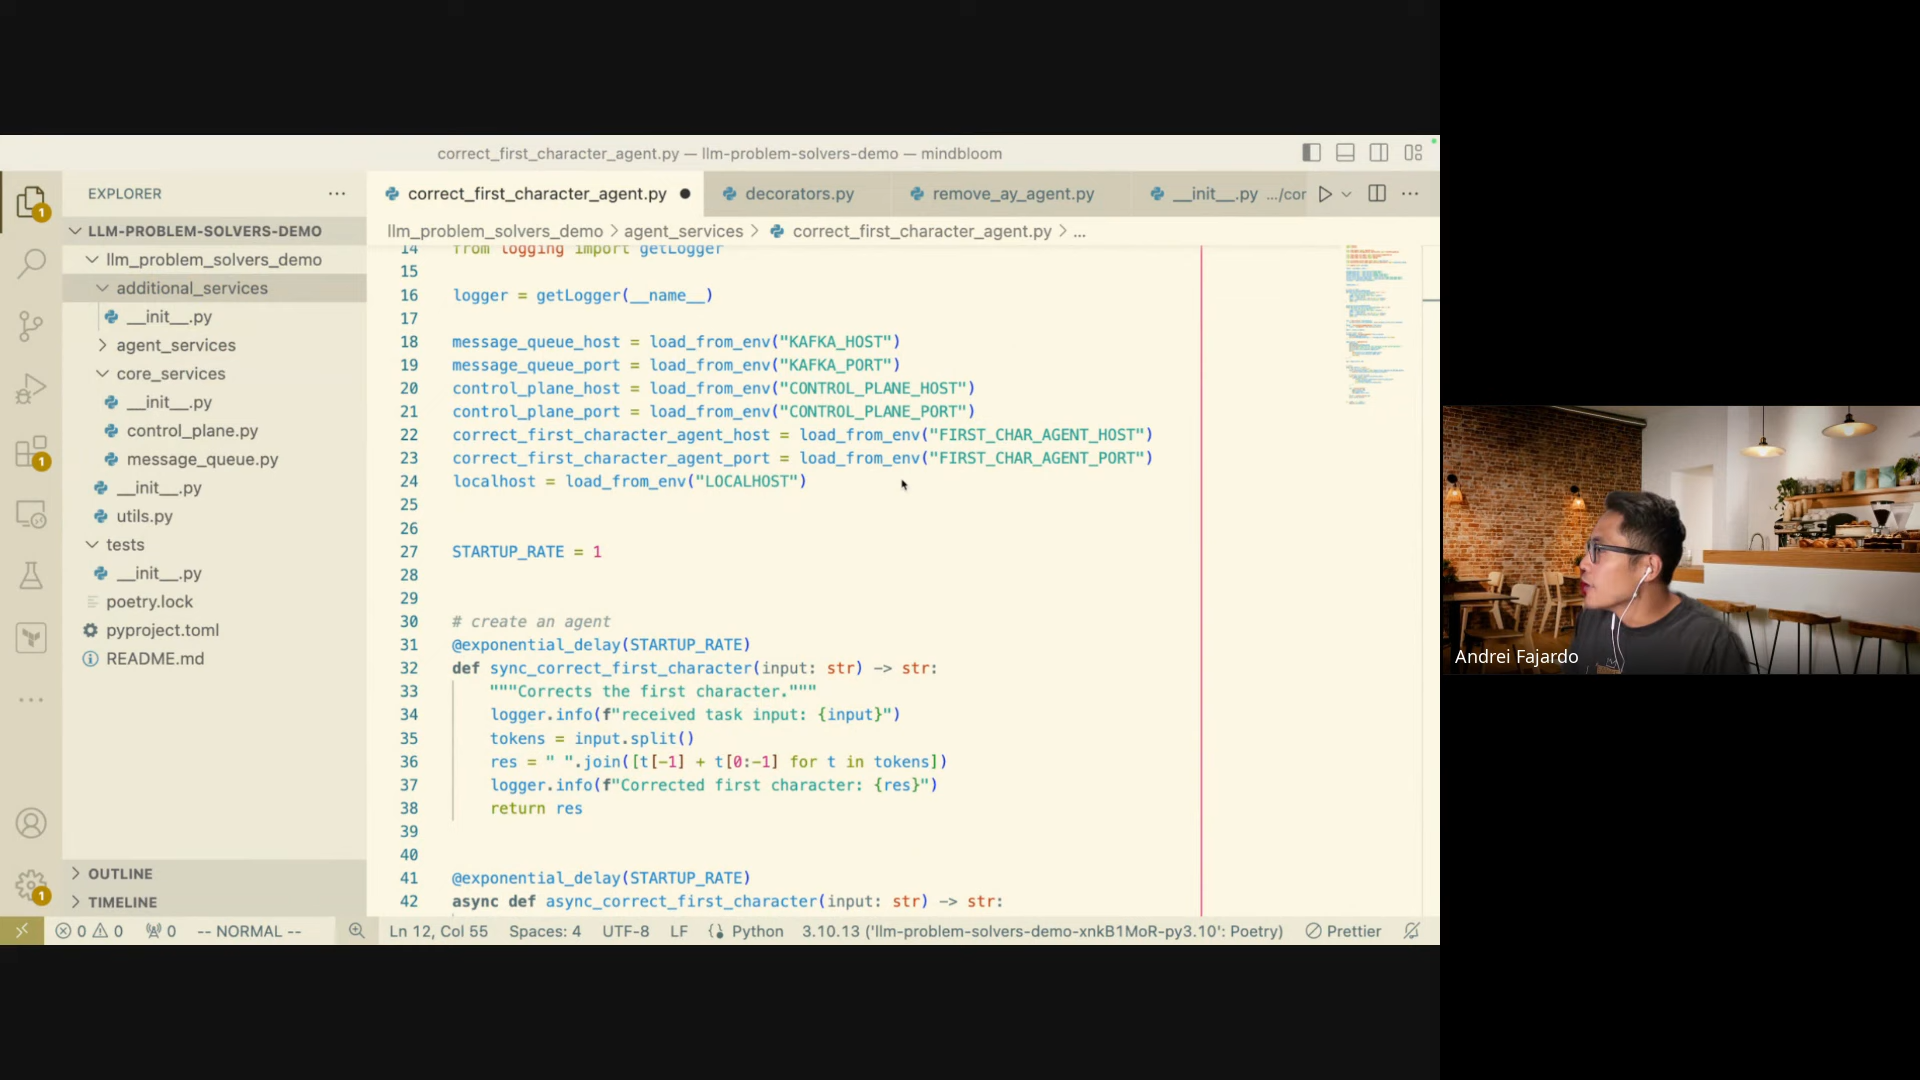 correct_first_character_agent.py — llm-problem-solvers-demo — mindbloom
EXPLORER
LLM-PROBLEM-SOLVERS-DEMO
llm_problem_solvers_demo
additional_services
__init__.py
agent_services
core_services
__init__.py
control_plane.py
message_queue.py
__init__.py
utils.py
tests
__init__.py
poetry.lock
pyproject.toml
README.md
OUTLINE
TIMELINE
1
1
1
correct_first_character_agent.py
decorators.py
remove_ay_agent.py
__init__.py .../cor
llm_problem_solvers_demo > agent_services > correct_first_character_agent.py > ...
14 from logging import getLogger
15
16 logger = getLogger(__name__)
17
18 message_queue_host = load_from_env("KAFKA_HOST")
19 message_queue_port = load_from_env("KAFKA_PORT")
20 control_plane_host = load_from_env("CONTROL_PLANE_HOST")
21 control_plane_port = load_from_env("CONTROL_PLANE_PORT")
22 correct_first_character_agent_host = load_from_env("FIRST_CHAR_AGENT_HOST")
23 correct_first_character_agent_port = load_from_env("FIRST_CHAR_AGENT_PORT")
24 localhost = load_from_env("LOCALHOST")
25
26
27 STARTUP_RATE = 1
28
29
30 # create an agent
31 @exponential_delay(STARTUP_RATE)
32 def sync_correct_first_character(input: str) -> str:
33 """Corrects the first character."""
34 logger.info(f"received task input: {input}")
35 tokens = input.split()
36 res = " ".join([t[-1] + t[0:-1] for t in tokens])
37 logger.info(f"Corrected first character: {res}")
38 return res
39
40
41 @exponential_delay(STARTUP_RATE)
42 async def async_correct_first_character(input: str) -> str:
0 0 0 -- NORMAL -- Ln 12, Col 55 Spaces: 4 UTF-8 LF Python 3.10.13 ('llm-problem-solvers-demo-xnkB1MoR-py3.10': Poetry) Prettier
Andrei Fajardo